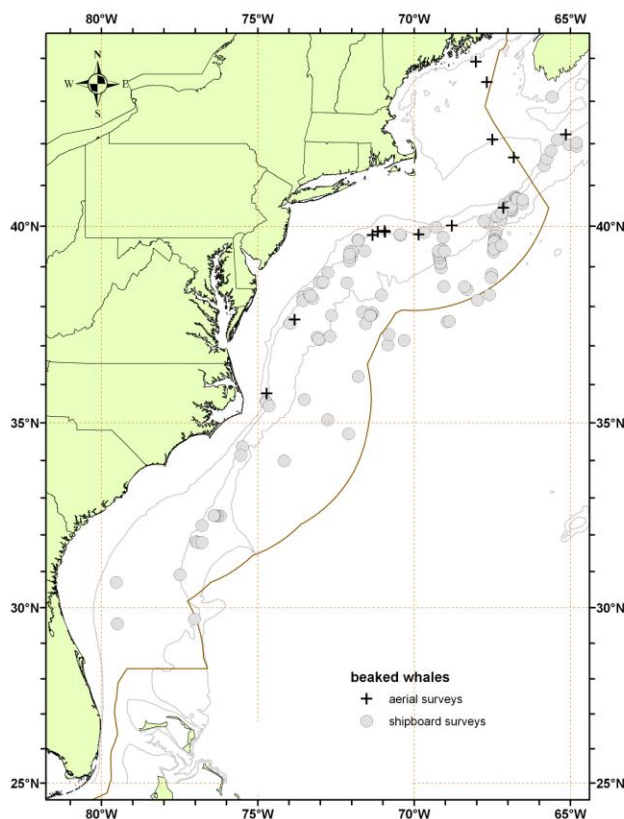 80°W 75°W 70°W 65°W
N
W E
S
40°N 40°N
35°N 35°N
30°N 30°N
beaked whales
aerial surveys
shipboard surveys
25°N 25°N
80°W 75°W 70°W 65°W